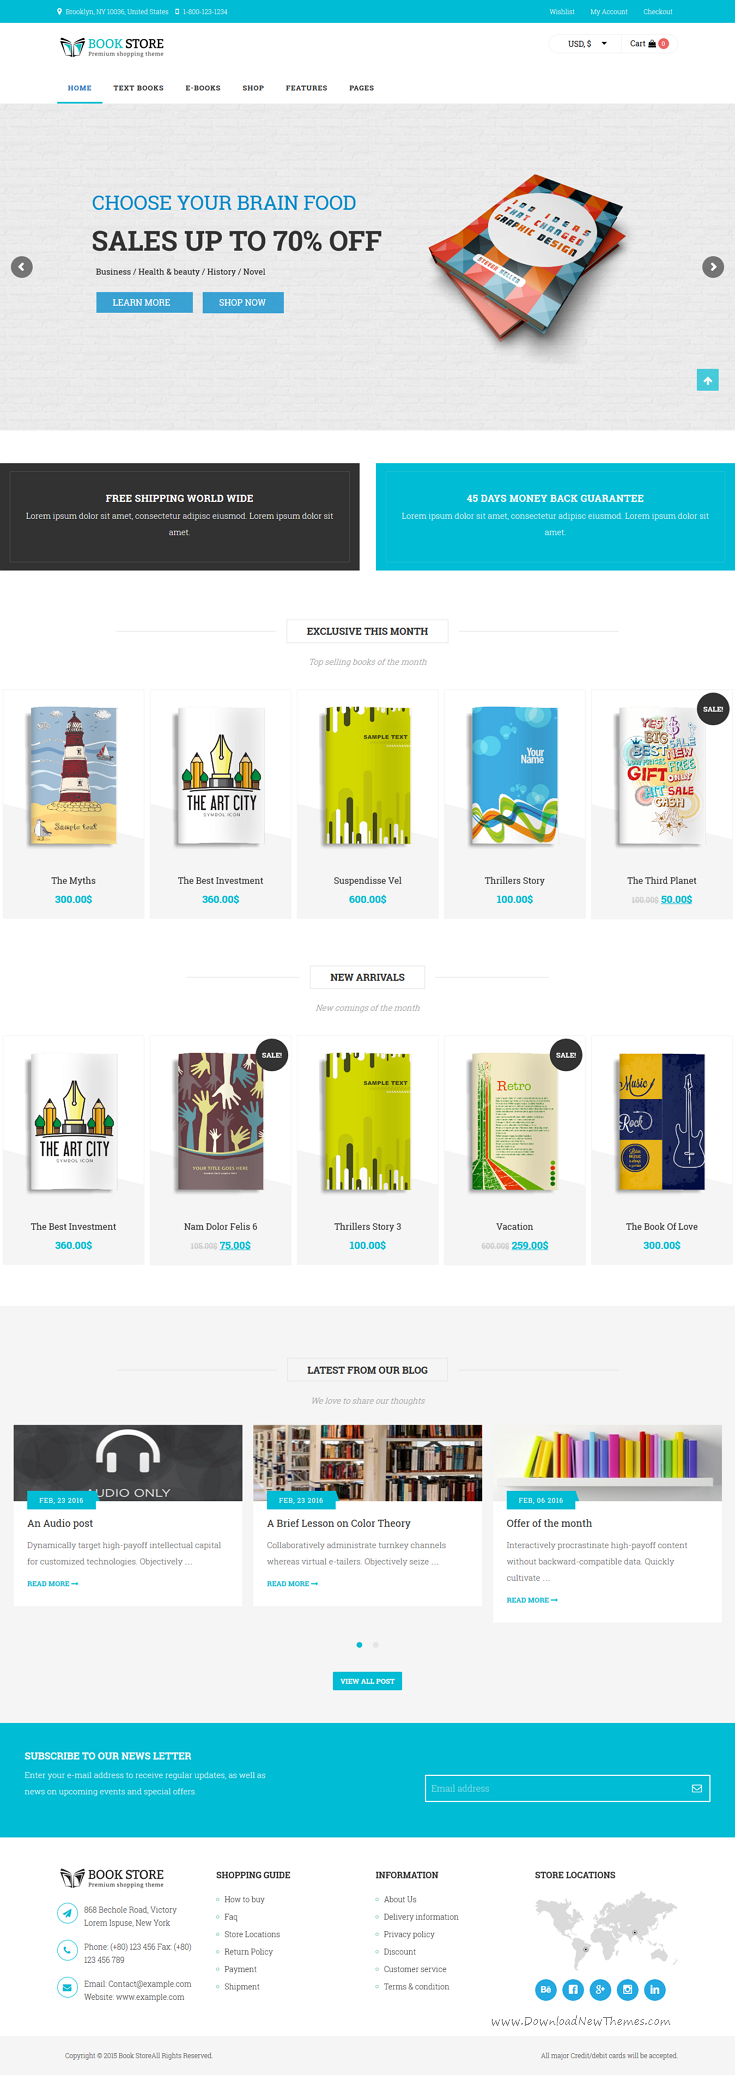 Brooklyn, NY 10036, United States 1-800-123-1234
Wishlist My Account Checkout
BOOK STORE
Premium shopping theme
USD, $ Cart 0
HOME TEXT BOOKS E-BOOKS SHOP FEATURES PAGES
CHOOSE YOUR BRAIN FOOD
SALES UP TO 70% OFF
Business / Health & beauty / History / Novel
LEARN MORE SHOP NOW
100 IDEAS
THAT CHANGED
GRAPHIC DESIGN
STEVEN HELLER
FREE SHIPPING WORLD WIDE
Lorem ipsum dolor sit amet, consectetur adipisc eiusmod. Lorem ipsum dolor sit
amet.
45 DAYS MONEY BACK GUARANTEE
Lorem ipsum dolor sit amet, consectetur adipisc eiusmod. Lorem ipsum dolor sit
amet.
EXCLUSIVE THIS MONTH
Top selling books of the month
Sample text
THE ART CITY
SYMBOL ICON
SAMPLE TEXT
Your
Name
SALE!
YES $
BIG SALE
BEST NEW
LOW PRICES FREE
GIFT ONLY
HIT SALE
CASH
The Myths
300.00$
The Best Investment
360.00$
Suspendisse Vel
600.00$
Thrillers Story
100.00$
The Third Planet
100.00$ 50.00$
NEW ARRIVALS
New comings of the month
THE ART CITY
SYMBOL ICON
SALE!
YOUR TITLE GOES HERE
SAMPLE TEXT
SALE!
Retro
Music
Rock
The Best Investment
360.00$
Nam Dolor Felis 6
105.00$ 75.00$
Thrillers Story 3
100.00$
Vacation
600.00$ 259.00$
The Book Of Love
300.00$
LATEST FROM OUR BLOG
We love to share our thoughts
AUDIO ONLY
FEB, 23 2016
An Audio post
Dynamically target high-payoff intellectual capital
for customized technologies. Objectively ...
READ MORE
FEB, 23 2016
A Brief Lesson on Color Theory
Collaboratively administrate turnkey channels
whereas virtual e-tailers. Objectively seize ...
READ MORE
FEB, 06 2016
Offer of the month
Interactively procrastinate high-payoff content
without backward-compatible data. Quickly
cultivate ...
READ MORE
VIEW ALL POST
SUBSCRIBE TO OUR NEWS LETTER
Enter your e-mail address to receive regular updates, as well as
news on upcoming events and special offers.
Email address
BOOK STORE
Premium shopping theme
868 Bechole Road, Victory
Lorem Ispuse, New York
Phone: (+80) 123 456 Fax: (+80)
123 456 789
Email: Contact@example.com
Website: www.example.com
SHOPPING GUIDE
How to buy
Faq
Store Locations
Return Policy
Payment
Shipment
INFORMATION
About Us
Delivery information
Privacy policy
Discount
Customer service
Terms & condition
STORE LOCATIONS
Bē
g+
in
www.DownloadNewThemes.com
Copyright © 2015 Book StoreAll Rights Reserved.
All major Credit/debit cards will be accepted.